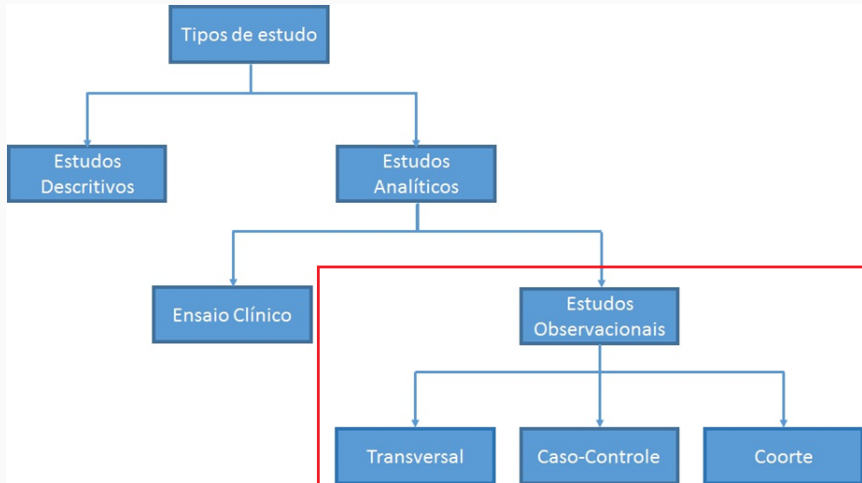 Tipos de estudo
Estudos
Descritivos
Estudos
Analíticos
Ensaio Clínico
Estudos
Observacionais
Transversal
Caso-Controle
Coorte